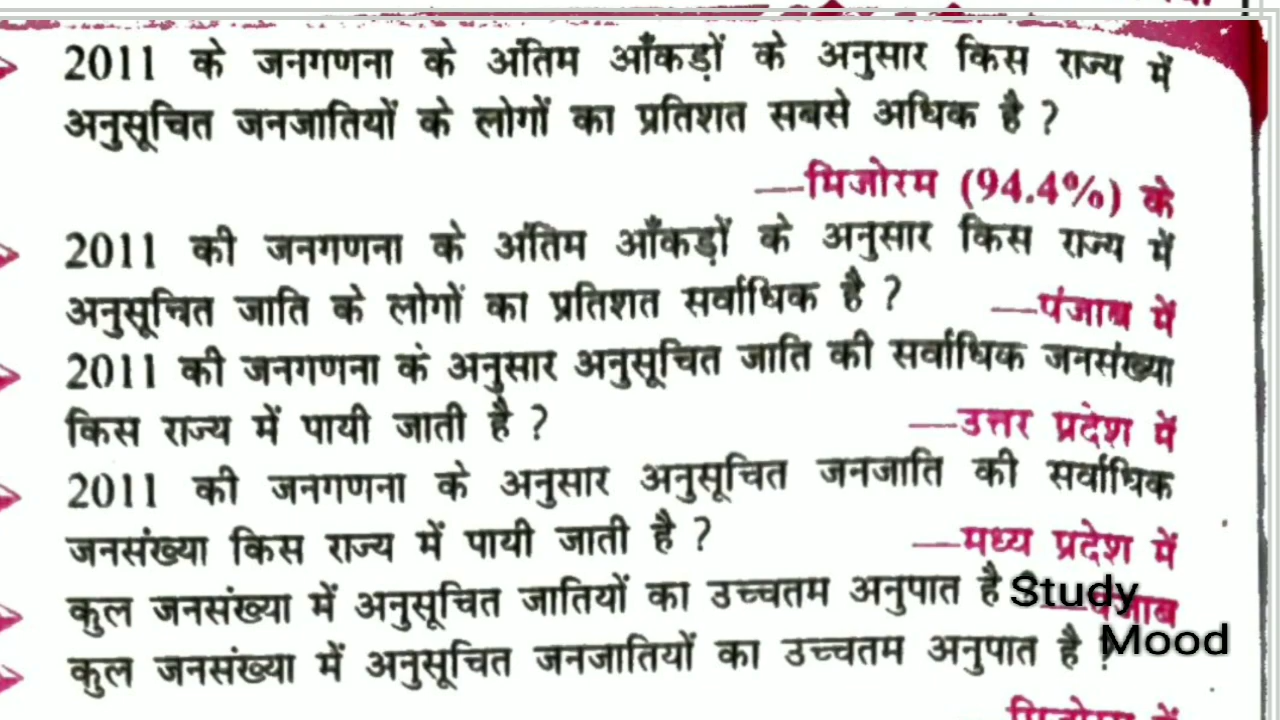 2011 के जनगणना के अंतिम आँकड़ों के अनुसार किस राज्य में
अनुसूचित जनजातियों के लोगों का प्रतिशत सबसे अधिक है ?
—मिजोरम (94.4%) के
2011 की जनगणना के अंतिम आँकड़ों के अनुसार किस राज्य में
अनुसूचित जाति के लोगों का प्रतिशत सर्वाधिक है ? —पंजाब में
2011 की जनगणना के अनुसार अनुसूचित जाति की सर्वाधिक जनसंख्या
किस राज्य में पायी जाती है ? —उत्तर प्रदेश में
2011 की जनगणना के अनुसार अनुसूचित जनजाति की सर्वाधिक
जनसंख्या किस राज्य में पायी जाती है ? —मध्य प्रदेश में
कुल जनसंख्या में अनुसूचित जातियों का उच्चतम अनुपात है —पंजाब
Study
कुल जनसंख्या में अनुसूचित जनजातियों का उच्चतम अनुपात है ?
Mood
—मिजोरम में